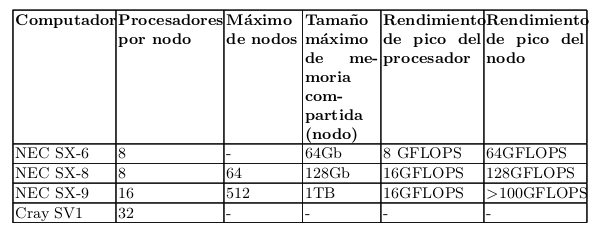 Computador Procesadores Máximo Tamaño Rendimiento Rendimiento
por nodo de nodos máximo de pico del de pico del
de me- procesador nodo
moria
com-
partida
(nodo)
NEC SX-6 8 - 64Gb 8 GFLOPS 64GFLOPS
NEC SX-8 8 64 128Gb 16GFLOPS 128GFLOPS
NEC SX-9 16 512 1TB 16GFLOPS >100GFLOPS
Cray SV1 32 - - - -